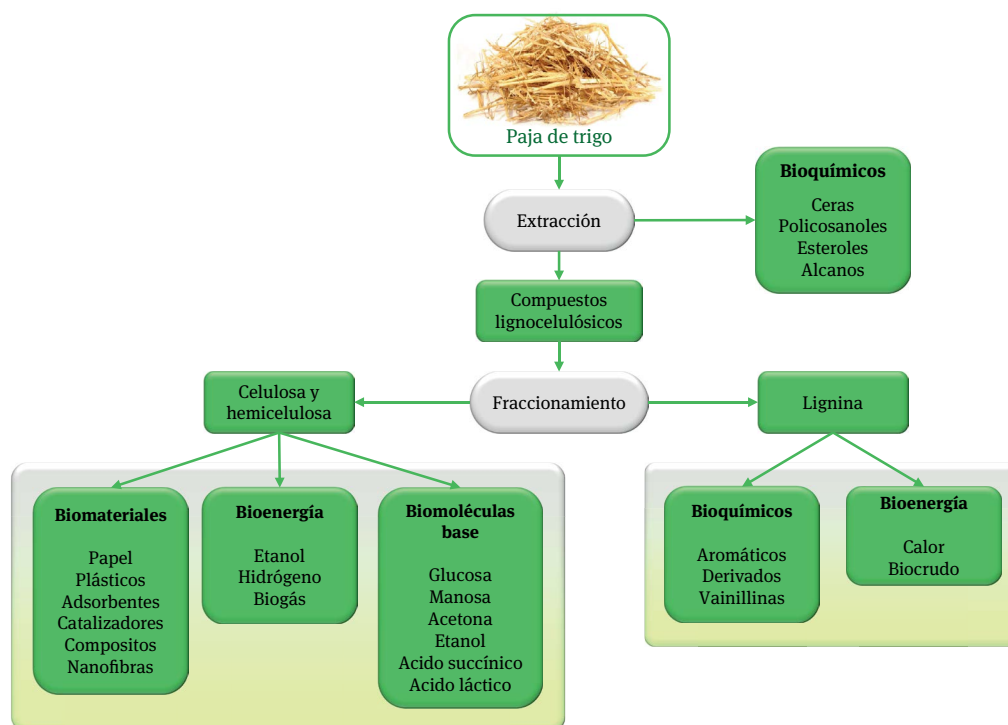 Paja de trigo
Extracción
Bioquímicos
Ceras
Policosanoles
Esteroles
Alcanos
Compuestos
lignocelulósicos
Fraccionamiento
Celulosa y
hemicelulosa
Lignina
Biomateriales
Papel
Plásticos
Adsorbentes
Catalizadores
Compositos
Nanofibras
Bioenergía
Etanol
Hidrógeno
Biogás
Biomoléculas
base
Glucosa
Manosa
Acetona
Etanol
Acido succínico
Acido láctico
Bioquímicos
Aromáticos
Derivados
Vainillinas
Bioenergía
Calor
Biocrudo